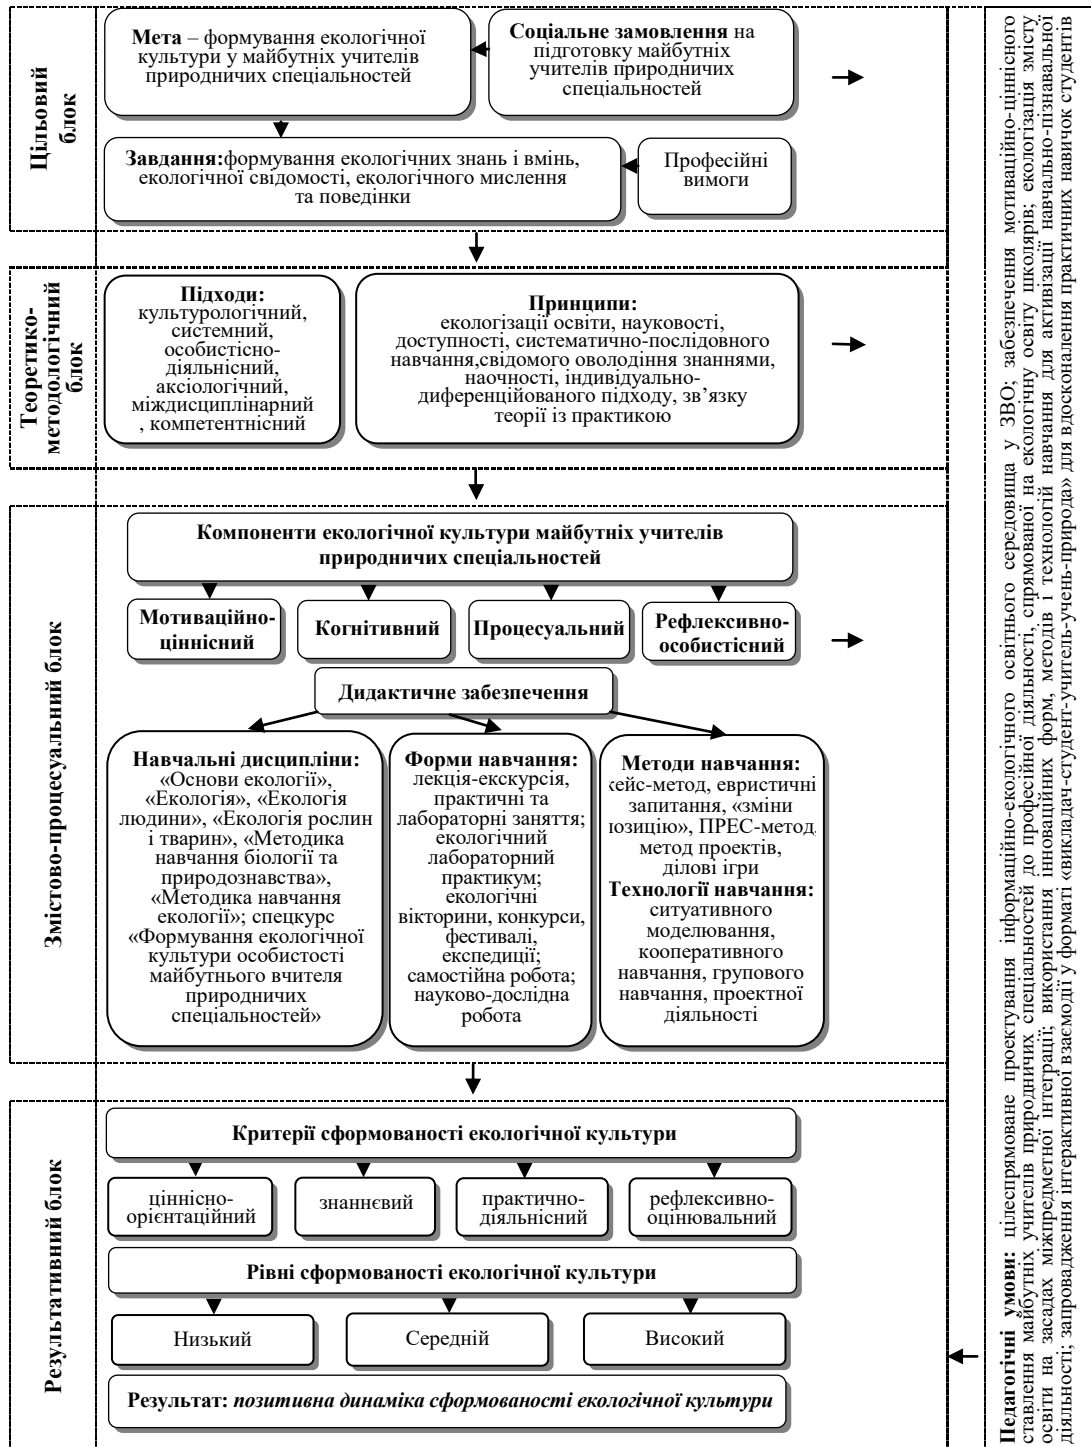 Цільовий
блок
Мета – формування екологічної
культури у майбутніх учителів
природничих спеціальностей
Соціальне замовлення на
підготовку майбутніх
учителів природничих
спеціальностей
Завдання:формування екологічних знань і вмінь,
екологічної свідомості, екологічного мислення
та поведінки
Професійні
вимоги
Теоретико-
методологічний
блок
Підходи:
культурологічний,
системний,
особистісно-
діяльнісний,
аксіологічний,
міждисциплінарний
, компетентнісний
Принципи:
екологізації освіти, науковості,
доступності, систематично-послідовного
навчання,свідомого оволодіння знаннями,
наочності, індивідуально-
диференційованого підходу, зв’язку
теорії із практикою
Змістово-процесуальний блок
Компоненти екологічної культури майбутніх учителів
природничих спеціальностей
Мотиваційно-
ціннісний
Когнітивний
Процесуальний
Рефлексивно-
особистісний
Дидактичне забезпечення
Навчальні дисципліни:
«Основи екології»,
«Екологія», «Екологія
людини», «Екологія рослин
і тварин», «Методика
навчання біології та
природознавства»,
«Методика навчання
екології»; спецкурс
«Формування екологічної
культури особистості
майбутнього вчителя
природничих
спеціальностей»
Форми навчання:
лекція-екскурсія,
практичні та
лабораторні заняття;
екологічний
лабораторний
практикум;
екологічні
вікторини, конкурси,
фестивалі,
експедиції;
самостійна робота;
науково-дослідна
робота
Методи навчання:
кейс-метод, евристичні
запитання, «зміни
позицію», ПРЕС-метод,
метод проектів,
ділові ігри
Технології навчання:
ситуативного
моделювання,
кооперативного
навчання, групового
навчання, проектної
діяльності
Результативний блок
Критерії сформованості екологічної культури
ціннісно-
орієнтаційний
знаннєвий
практично-
діяльнісний
рефлексивно-
оцінювальний
Рівні сформованості екологічної культури
Низький
Середній
Високий
Результат: позитивна динаміка сформованості екологічної культури
Педагогічні умови: цілеспрямоване проектування інформаційно-екологічного освітнього середовища у ЗВО; забезпечення мотиваційно-ціннісного
ставлення майбутніх учителів природничих спеціальностей до професійної діяльності, спрямованої на екологічну освіту школярів; екологізація змісту
освіти на засадах міжпредметної інтеграції; використання інноваційних форм, методів і технологій навчання для активізації навчально-пізнавальної
діяльності; запровадження інтерактивної взаємодії у форматі «викладач-студент-учитель-учень-природа» для вдосконалення практичних навичок студентів